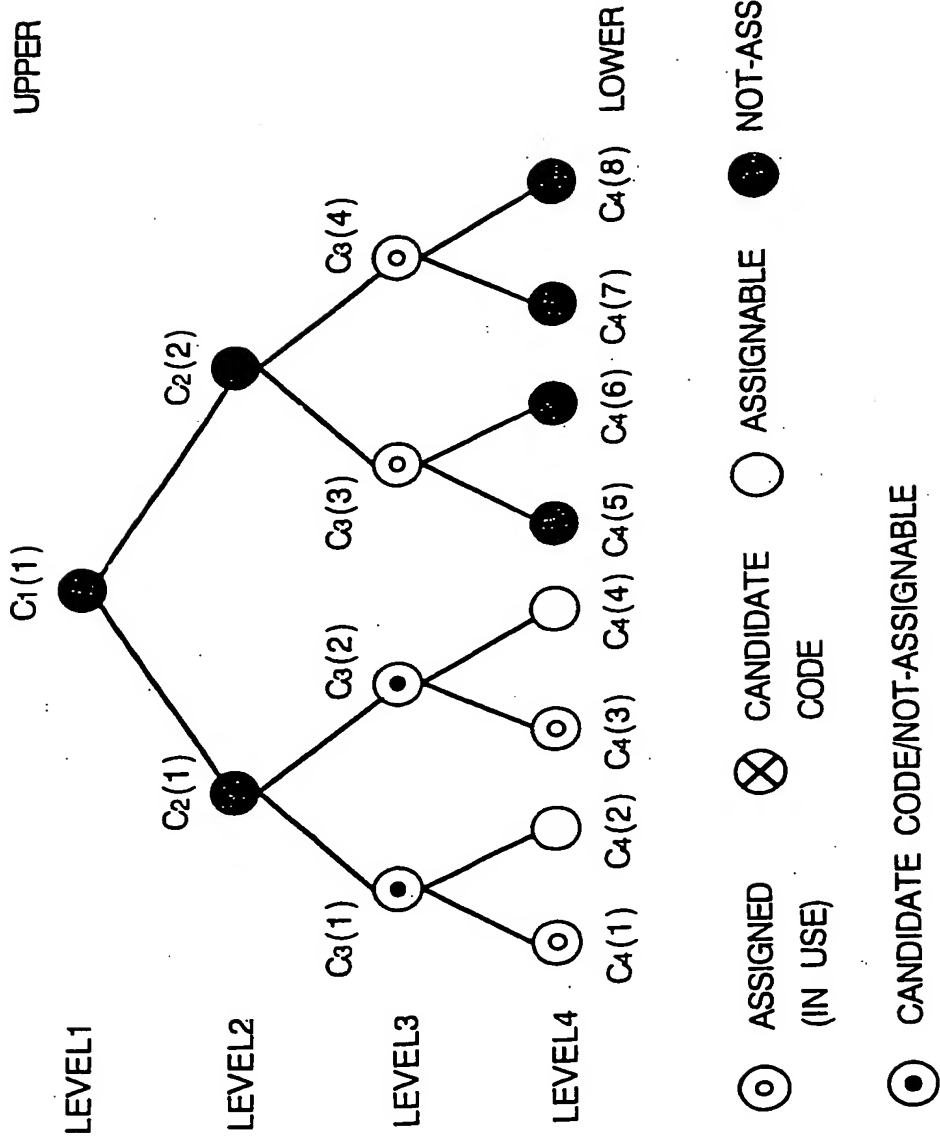 UPPER
C1(1)
LEVEL1
C2(1) C2(2)
LEVEL2
C3(1) C3(2) C3(3) C3(4)
LEVEL3
LEVEL4
C4(1) C4(2) C4(3) C4(4) C4(5) C4(6) C4(7) C4(8) LOWER
ASSIGNED (IN USE)
CANDIDATE CODE
ASSIGNABLE
NOT-ASS
CANDIDATE CODE/NOT-ASSIGNABLE